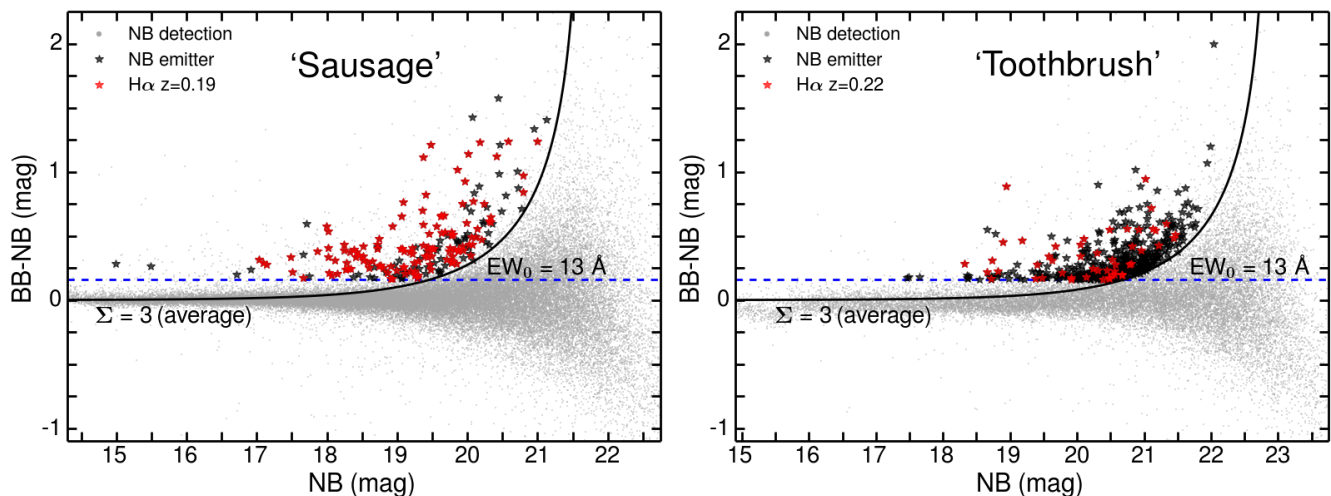 ‘Sausage’
NB detection
NB emitter
Hα z=0.19
EW₀ = 13 Å
Σ = 3 (average)
BB-NB (mag)
2
1
0
-1
15 16 17 18 19 20 21 22
NB (mag)
‘Toothbrush’
NB detection
NB emitter
Hα z=0.22
EW₀ = 13 Å
Σ = 3 (average)
BB-NB (mag)
2
1
0
-1
15 16 17 18 19 20 21 22 23
NB (mag)